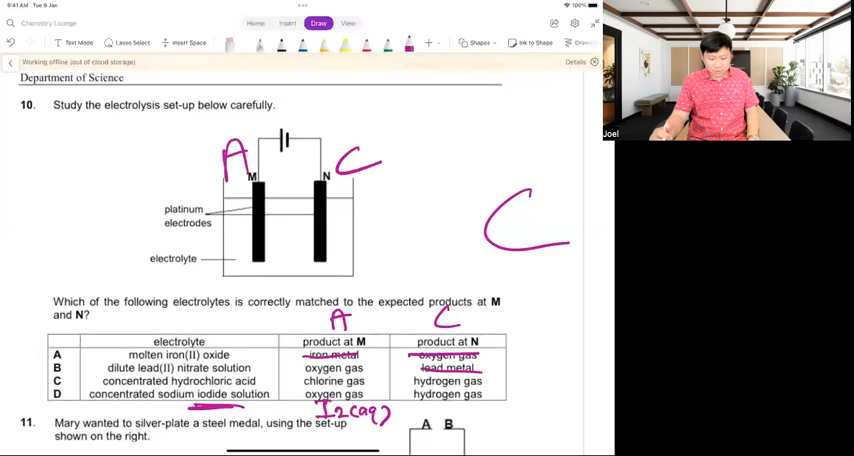 9:41 AM Tue 9 Jan
100%
Chemistry Lounge
Home Insert Draw View
Text Mode Lasso Select Insert Space Shapes Ink to Shape
Working offline (out of cloud storage) Details
Department of Science
10. Study the electrolysis set-up below carefully.
A C
M N
platinum
electrodes
electrolyte
C
Which of the following electrolytes is correctly matched to the expected products at M
and N?
A C
electrolyte product at M product at N
A molten iron(II) oxide iron metal oxygen gas
B dilute lead(II) nitrate solution oxygen gas lead metal
C concentrated hydrochloric acid chlorine gas hydrogen gas
D concentrated sodium iodide solution oxygen gas hydrogen gas
I2(aq)
11. Mary wanted to silver-plate a steel medal, using the set-up
shown on the right.
A B
Joel